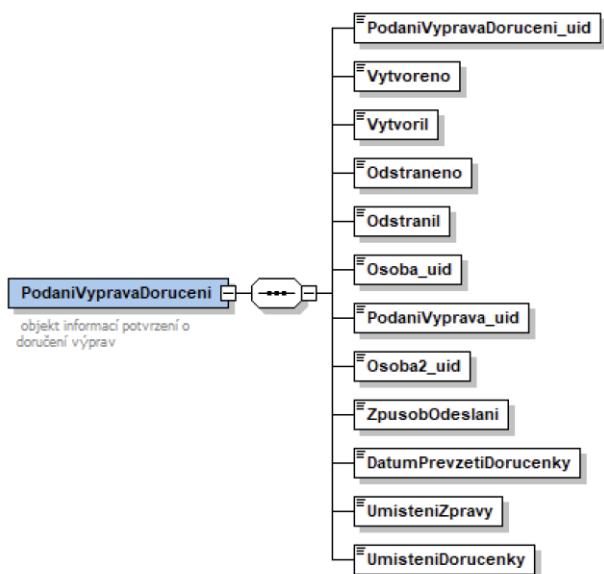 PodaniVypravaDoruceni_uid
Vytvoreno
Vytvoril
Odstraneno
Odstranil
Osoba_uid
PodaniVypravaDoruceni
objekt informací potvrzení o
doručení výprav
PodaniVyprava_uid
Osoba2_uid
ZpusobOdeslani
DatumPrevzetiDorucenky
UmisteniZpravy
UmisteniDorucenky